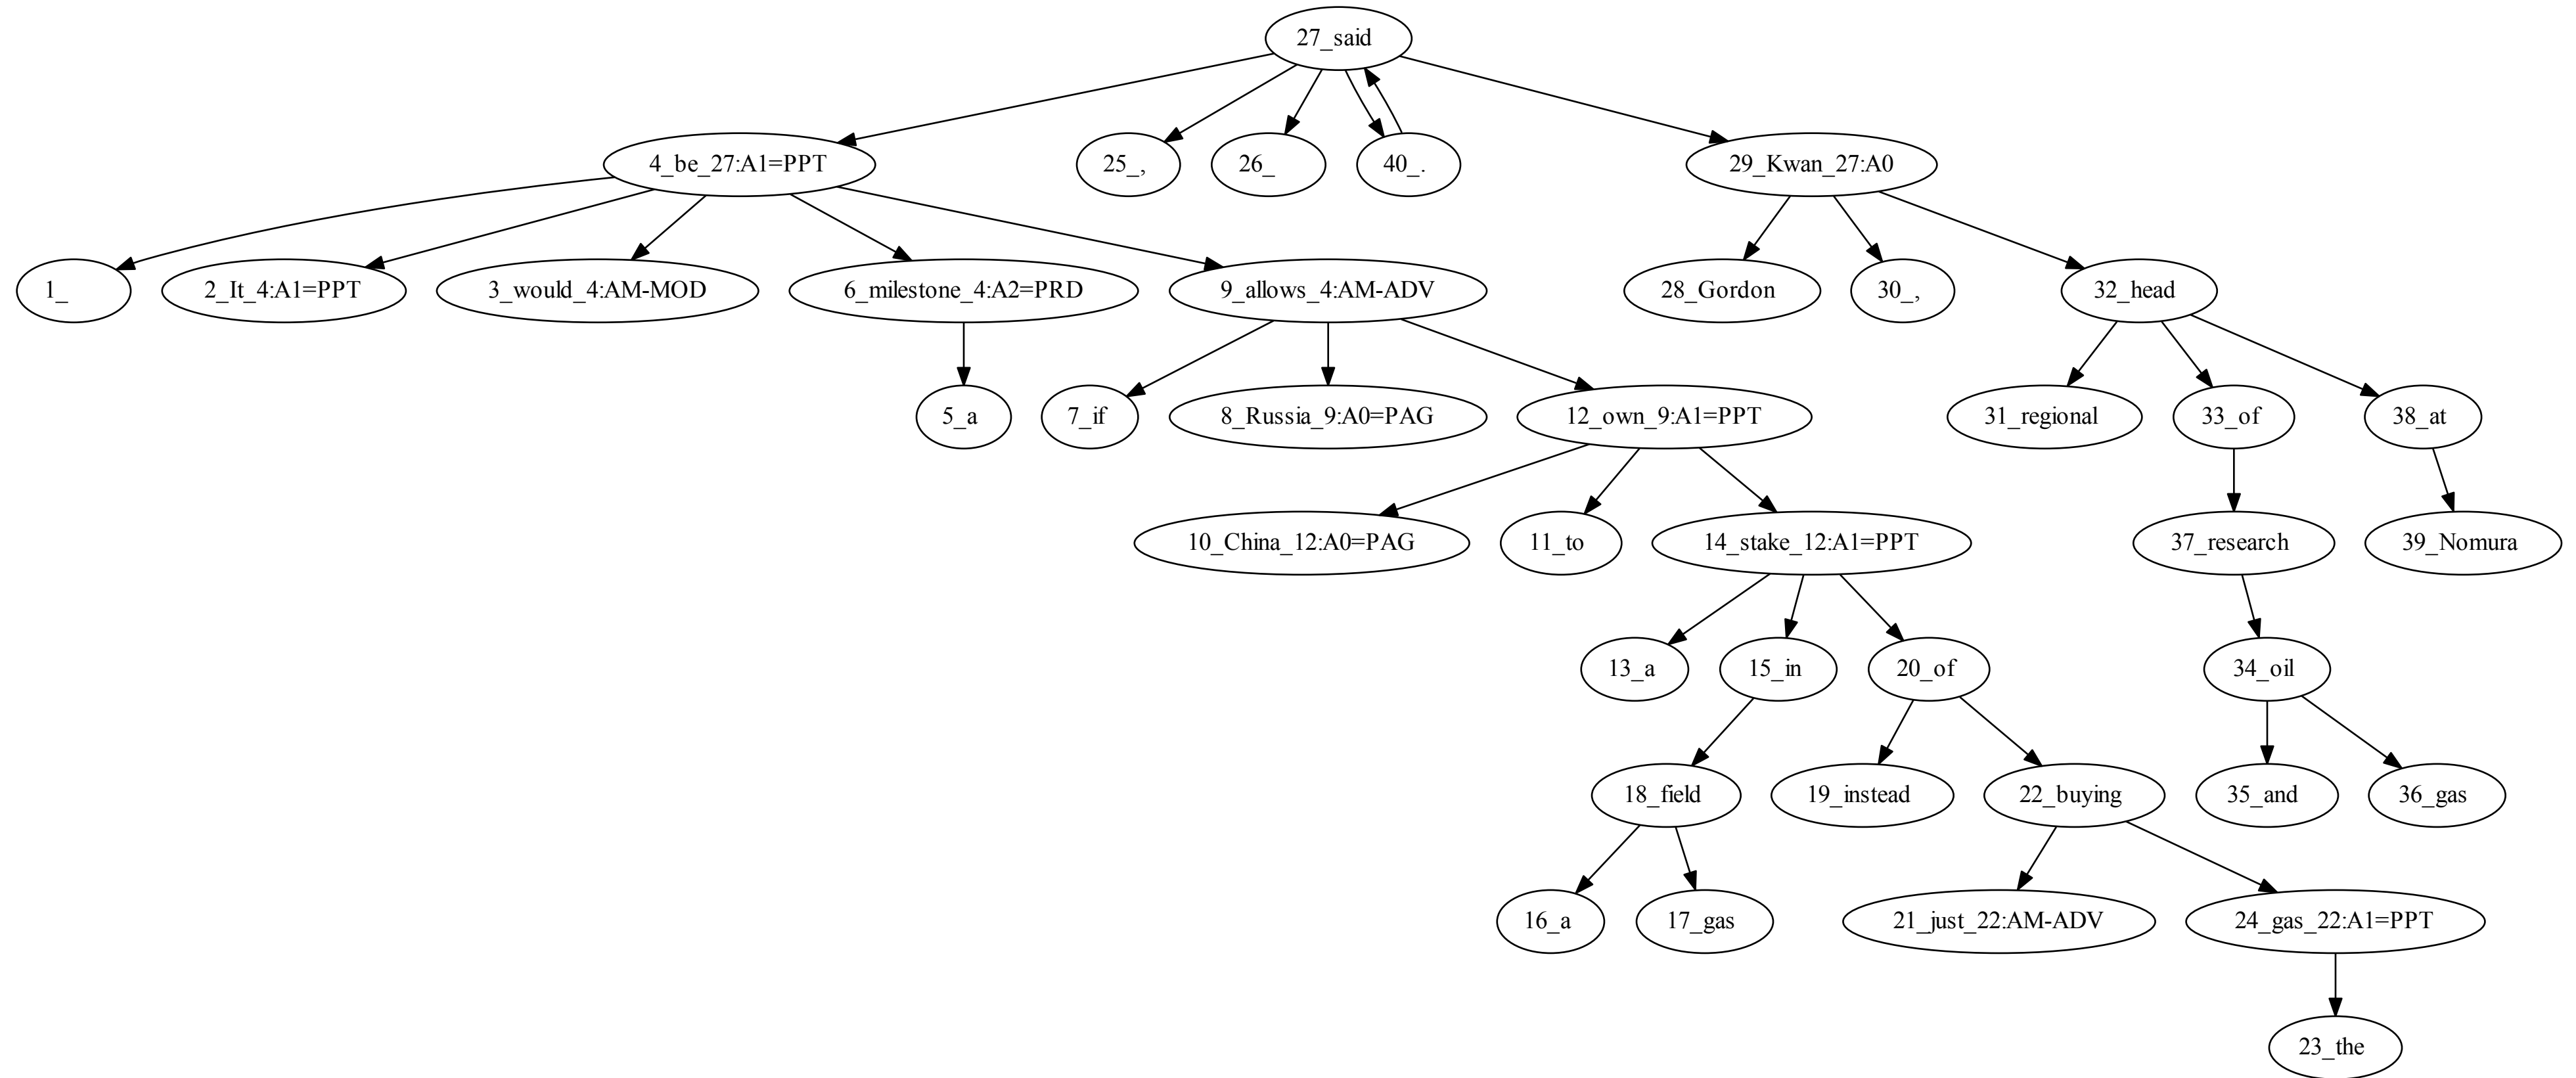 27_said
4_be_27:A1=PPT
25_,
26_
40_.
29_Kwan_27:A0
1_
2_It_4:A1=PPT
3_would_4:AM-MOD
6_milestone_4:A2=PRD
9_allows_4:AM-ADV
28_Gordon
30_,
32_head
5_a
7_if
8_Russia_9:A0=PAG
12_own_9:A1=PPT
31_regional
33_of
38_at
10_China_12:A0=PAG
11_to
14_stake_12:A1=PPT
37_research
39_Nomura
13_a
15_in
20_of
34_oil
18_field
19_instead
22_buying
35_and
36_gas
16_a
17_gas
21_just_22:AM-ADV
24_gas_22:A1=PPT
23_the